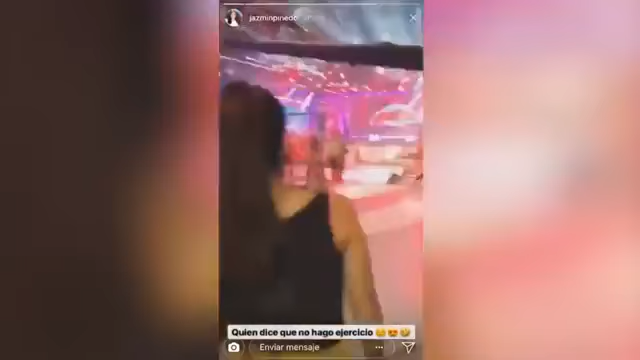 jazminpinedo
Quien dice que no hago ejercicio 😊😍🤣
Enviar mensaje